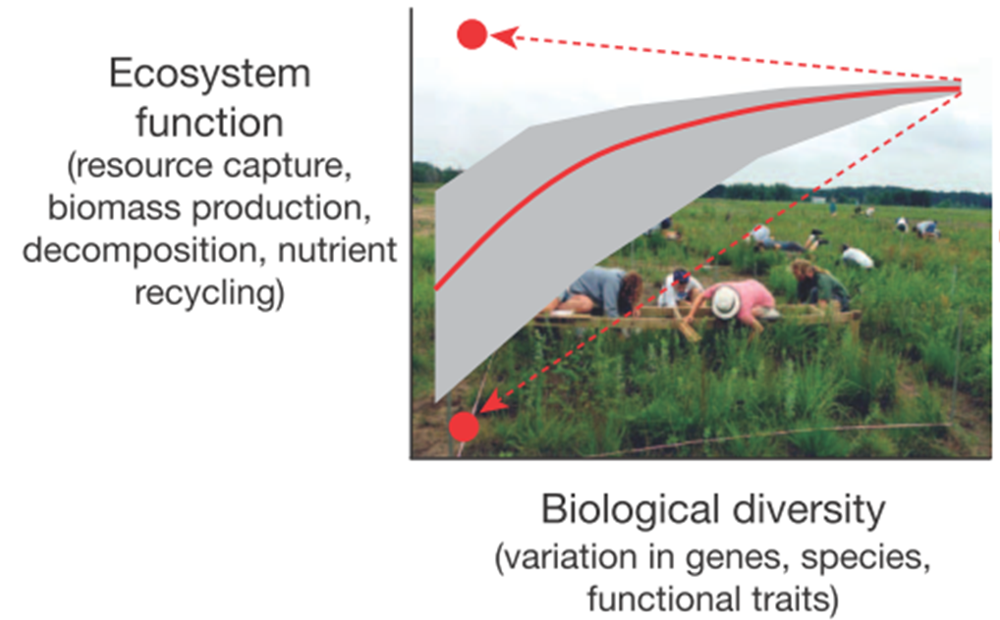 Ecosystem
function
(resource capture,
biomass production,
decomposition, nutrient
recycling)
Biological diversity
(variation in genes, species,
functional traits)